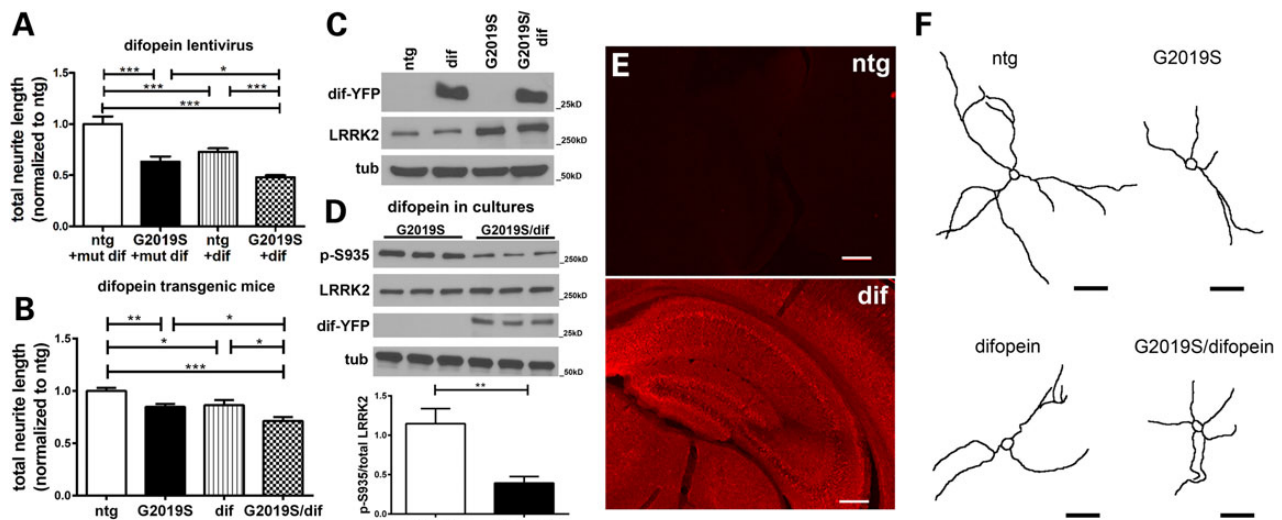 A
difopein lentivirus
***
*
***
***
***
total neurite length
(normalized to ntg)
1.5
1.0
0.5
0.0
ntg
+mut dif
G2019S
+mut dif
ntg
+dif
G2019S
+dif
B
difopein transgenic mice
**
*
*
*
***
total neurite length
(normalized to ntg)
1.5
1.0
0.5
0.0
ntg
G2019S
dif
G2019S/dif
C
ntg
dif
G2019S
G2019S/
dif
dif-YFP
_25kD
LRRK2
_250kD
tub
_50kD
D
difopein in cultures
G2019S
G2019S/dif
p-S935
_250kD
LRRK2
_250kD
dif-YFP
_25kD
tub
_50kD
**
p-S935/total LRRK2
1.5
1.0
0.5
0.0
E
ntg
dif
F
ntg
G2019S
difopein
G2019S/difopein